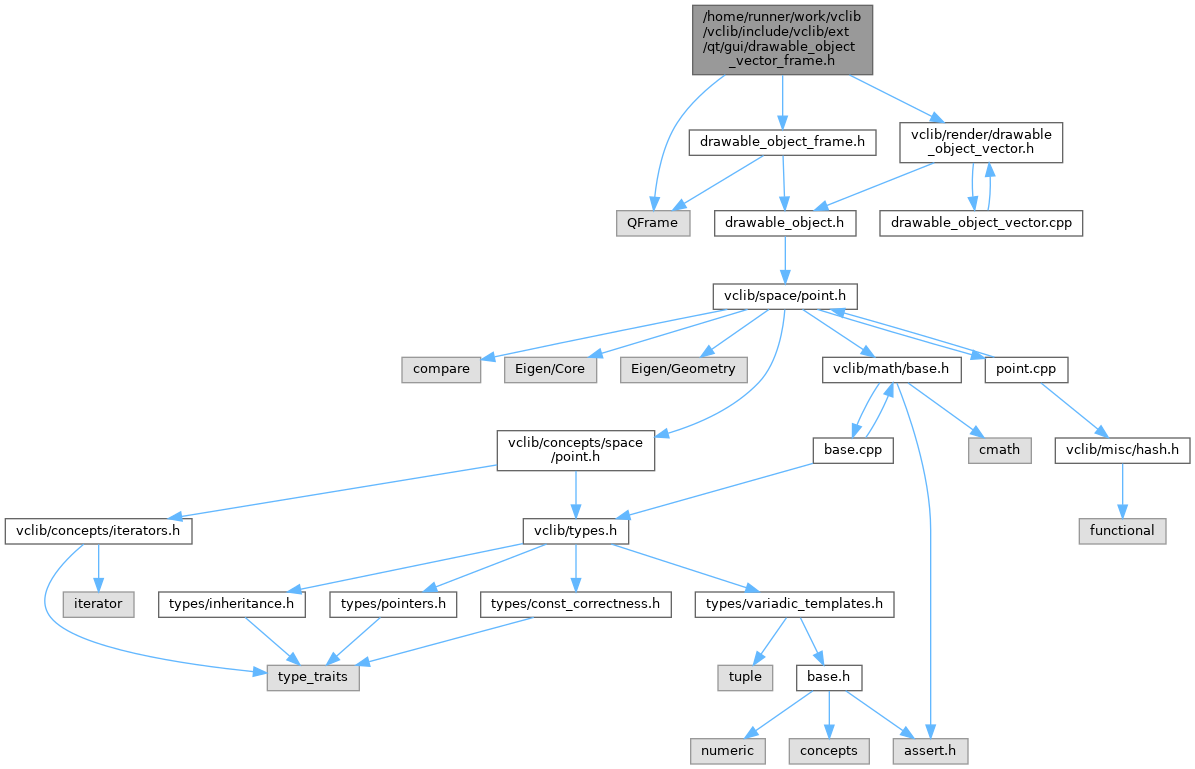 /home/runner/work/vclib
/vclib/include/vclib/ext
/qt/gui/drawable_object
_vector_frame.h
drawable_object_frame.h
vclib/render/drawable
_object_vector.h
QFrame
drawable_object.h
drawable_object_vector.cpp
vclib/space/point.h
compare
Eigen/Core
Eigen/Geometry
vclib/math/base.h
point.cpp
vclib/concepts/space
/point.h
base.cpp
cmath
vclib/misc/hash.h
vclib/concepts/iterators.h
vclib/types.h
functional
iterator
types/inheritance.h
types/pointers.h
types/const_correctness.h
types/variadic_templates.h
type_traits
tuple
base.h
numeric
concepts
assert.h